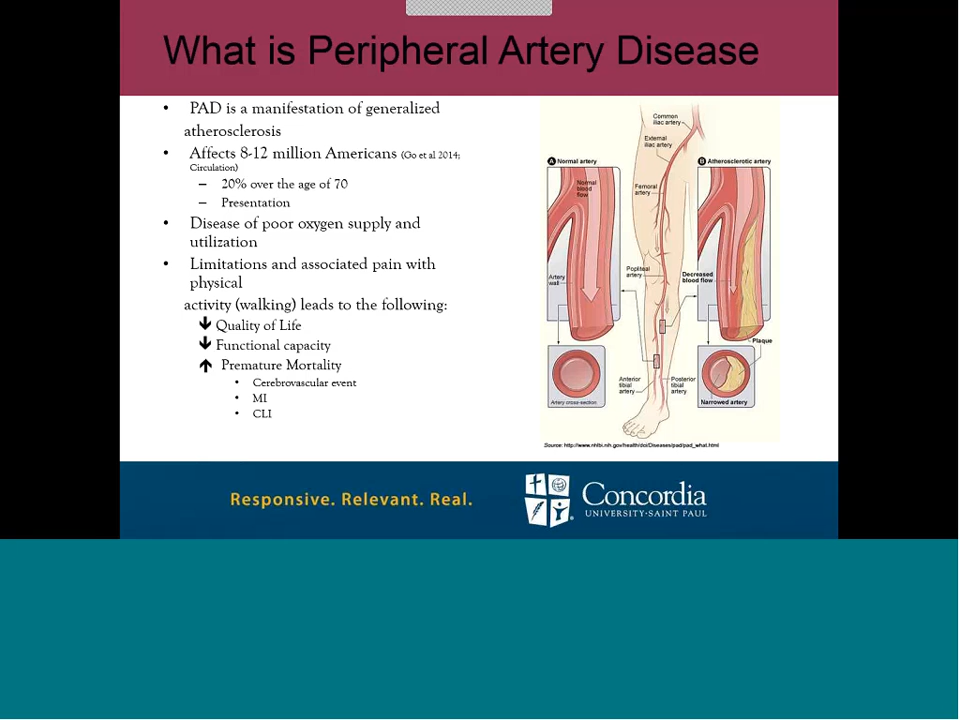 What is Peripheral Artery Disease
• PAD is a manifestation of generalized
atherosclerosis
• Affects 8-12 million Americans (Go et al 2014;
Circulation)
– 20% over the age of 70
– Presentation
• Disease of poor oxygen supply and
utilization
• Limitations and associated pain with
physical
activity (walking) leads to the following:
🡳 Quality of Life
🡳 Functional capacity
🡱 Premature Mortality
• Cerebrovascular event
• MI
• CLI
Common
iliac artery
External
iliac artery
A Normal artery
B Atherosclerotic artery
Normal
blood
flow
Femoral
artery
Popliteal
artery
Artery
wall
Decreased
blood flow
Plaque
Anterior
tibial
artery
Posterior
tibial
artery
Artery cross-section
Narrowed artery
Source: http://www.nhlbi.nih.gov/health/dci/Diseases/pad/pad_what.html
Responsive. Relevant. Real.
Concordia
UNIVERSITY·SAINT PAUL